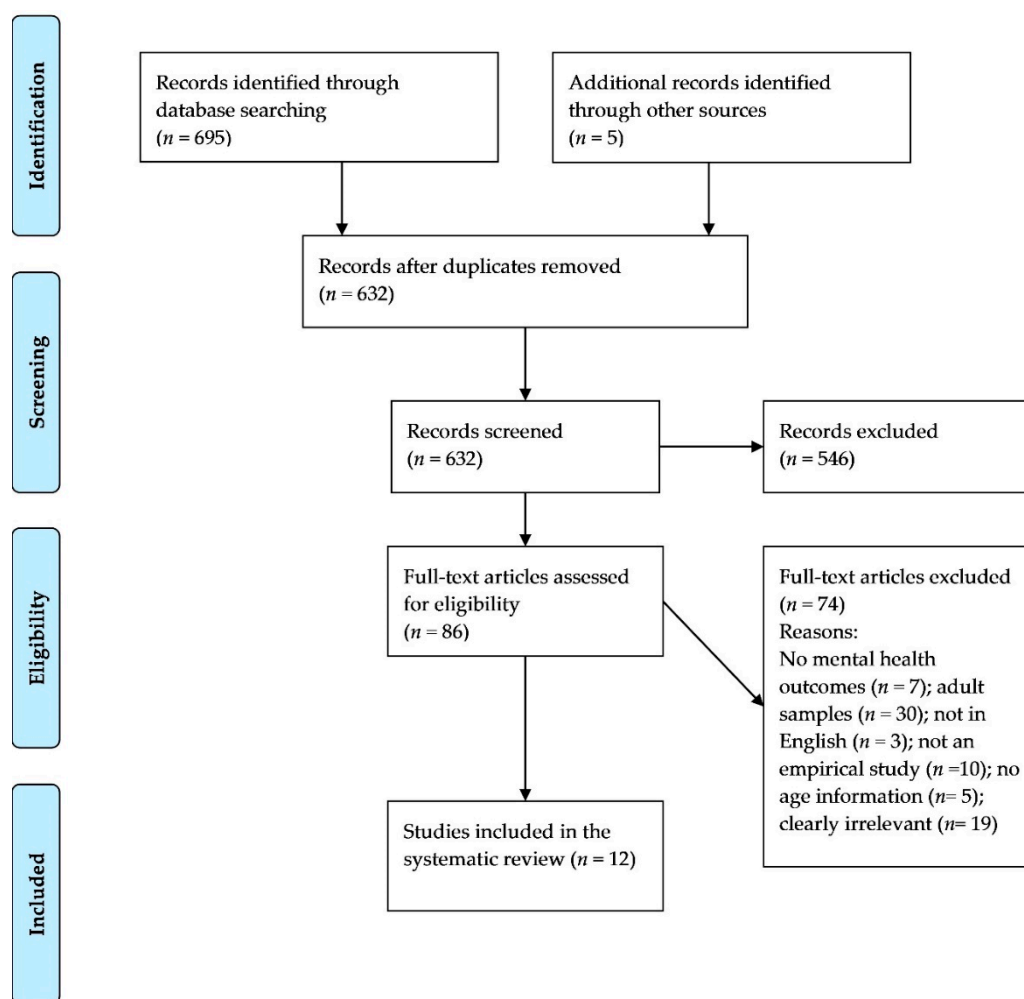 Identification
Records identified through
database searching
(n = 695)
Additional records identified
through other sources
(n = 5)
Records after duplicates removed
(n = 632)
Screening
Records screened
(n = 632)
Records excluded
(n = 546)
Eligibility
Full-text articles assessed
for eligibility
(n = 86)
Full-text articles excluded
(n = 74)
Reasons:
No mental health
outcomes (n = 7); adult
samples (n = 30); not in
English (n = 3); not an
empirical study (n =10); no
age information (n= 5);
clearly irrelevant (n= 19)
Included
Studies included in the
systematic review (n = 12)